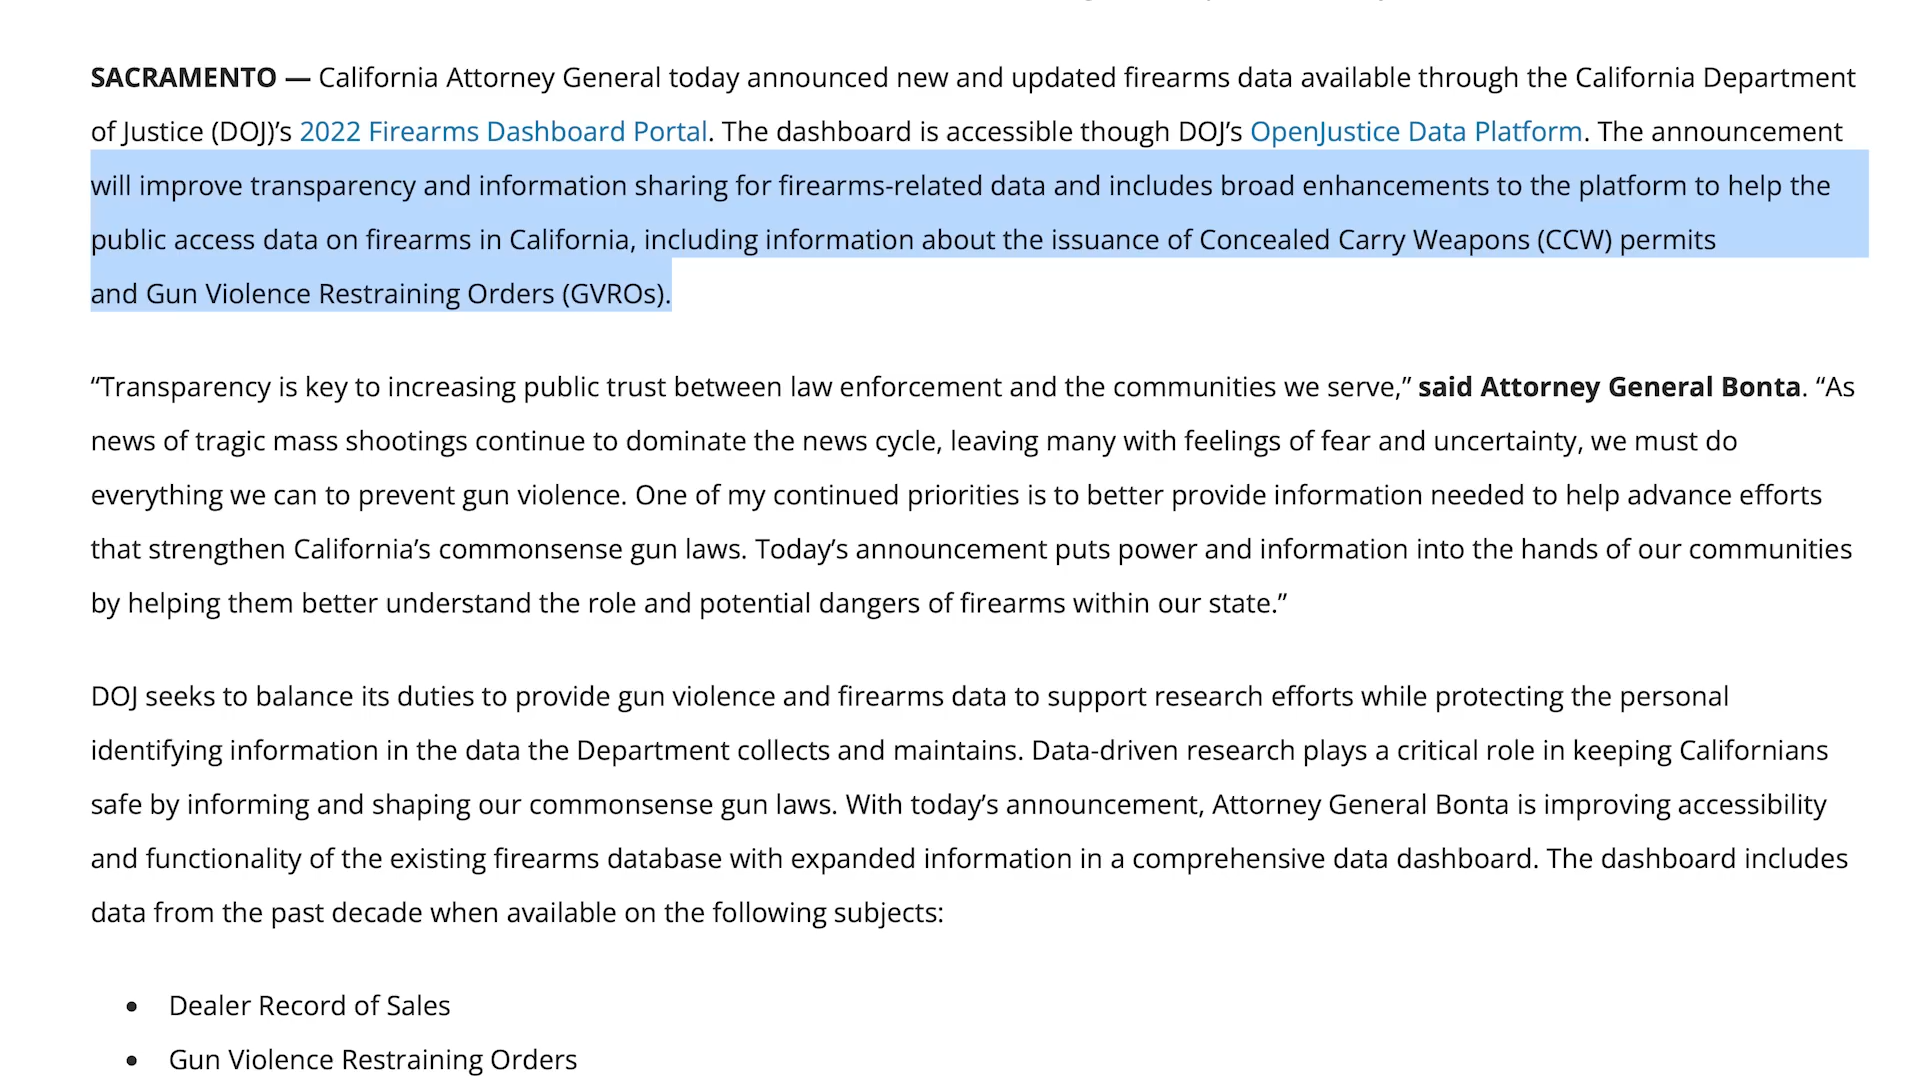 SACRAMENTO — California Attorney General today announced new and updated firearms data available through the California Department
of Justice (DOJ)’s 2022 Firearms Dashboard Portal. The dashboard is accessible though DOJ’s OpenJustice Data Platform. The announcement
will improve transparency and information sharing for firearms-related data and includes broad enhancements to the platform to help the
public access data on firearms in California, including information about the issuance of Concealed Carry Weapons (CCW) permits
and Gun Violence Restraining Orders (GVROs).
“Transparency is key to increasing public trust between law enforcement and the communities we serve,” said Attorney General Bonta. “As
news of tragic mass shootings continue to dominate the news cycle, leaving many with feelings of fear and uncertainty, we must do
everything we can to prevent gun violence. One of my continued priorities is to better provide information needed to help advance efforts
that strengthen California’s commonsense gun laws. Today’s announcement puts power and information into the hands of our communities
by helping them better understand the role and potential dangers of firearms within our state.”
DOJ seeks to balance its duties to provide gun violence and firearms data to support research efforts while protecting the personal
identifying information in the data the Department collects and maintains. Data-driven research plays a critical role in keeping Californians
safe by informing and shaping our commonsense gun laws. With today’s announcement, Attorney General Bonta is improving accessibility
and functionality of the existing firearms database with expanded information in a comprehensive data dashboard. The dashboard includes
data from the past decade when available on the following subjects:
• Dealer Record of Sales
• Gun Violence Restraining Orders